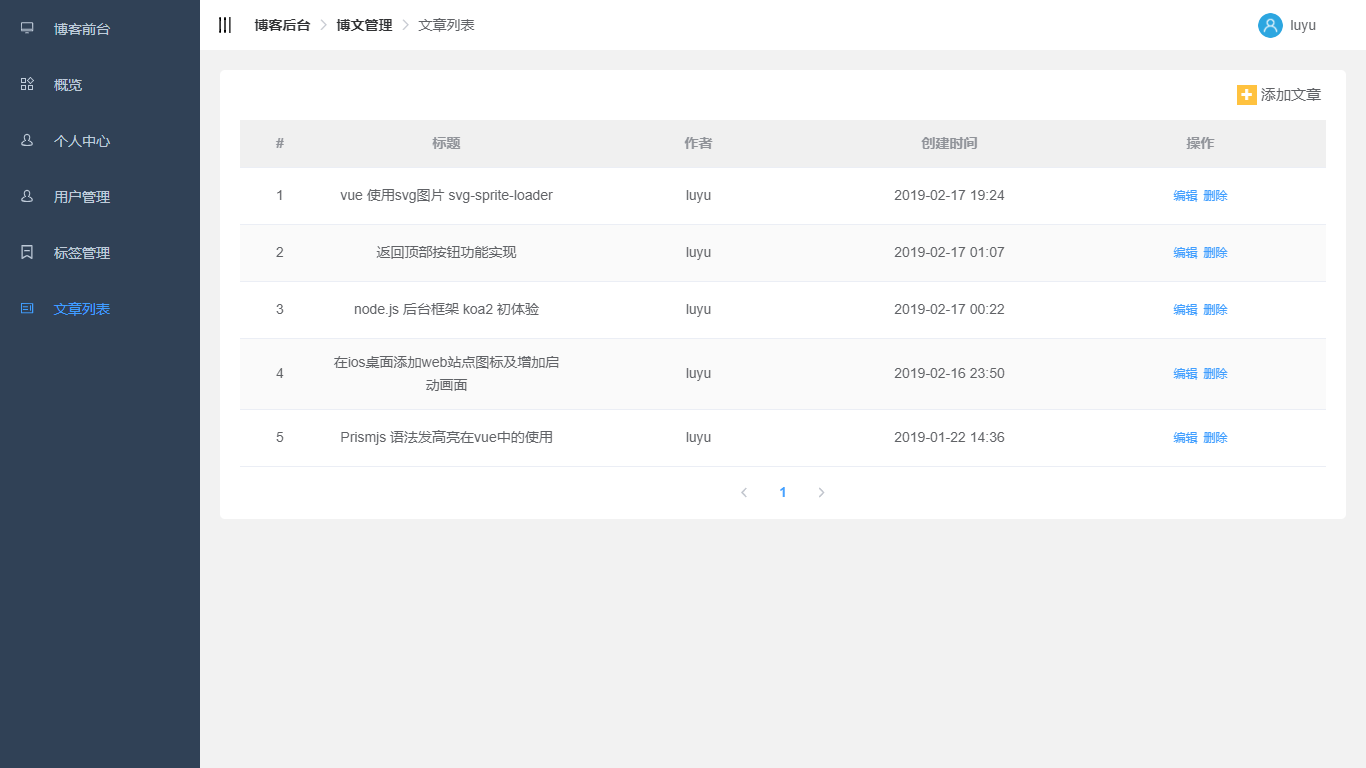 博客前台
概览
个人中心
用户管理
标签管理
文章列表
博客后台 博文管理 文章列表
luyu
添加文章
# 标题 作者 创建时间 操作
1 vue 使用svg图片 svg-sprite-loader luyu 2019-02-17 19:24 编辑 删除
2 返回顶部按钮功能实现 luyu 2019-02-17 01:07 编辑 删除
3 node.js 后台框架 koa2 初体验 luyu 2019-02-17 00:22 编辑 删除
4 在ios桌面添加web站点图标及增加启 luyu 2019-02-16 23:50 编辑 删除
动画面
5 Prismjs 语法发高亮在vue中的使用 luyu 2019-01-22 14:36 编辑 删除
1